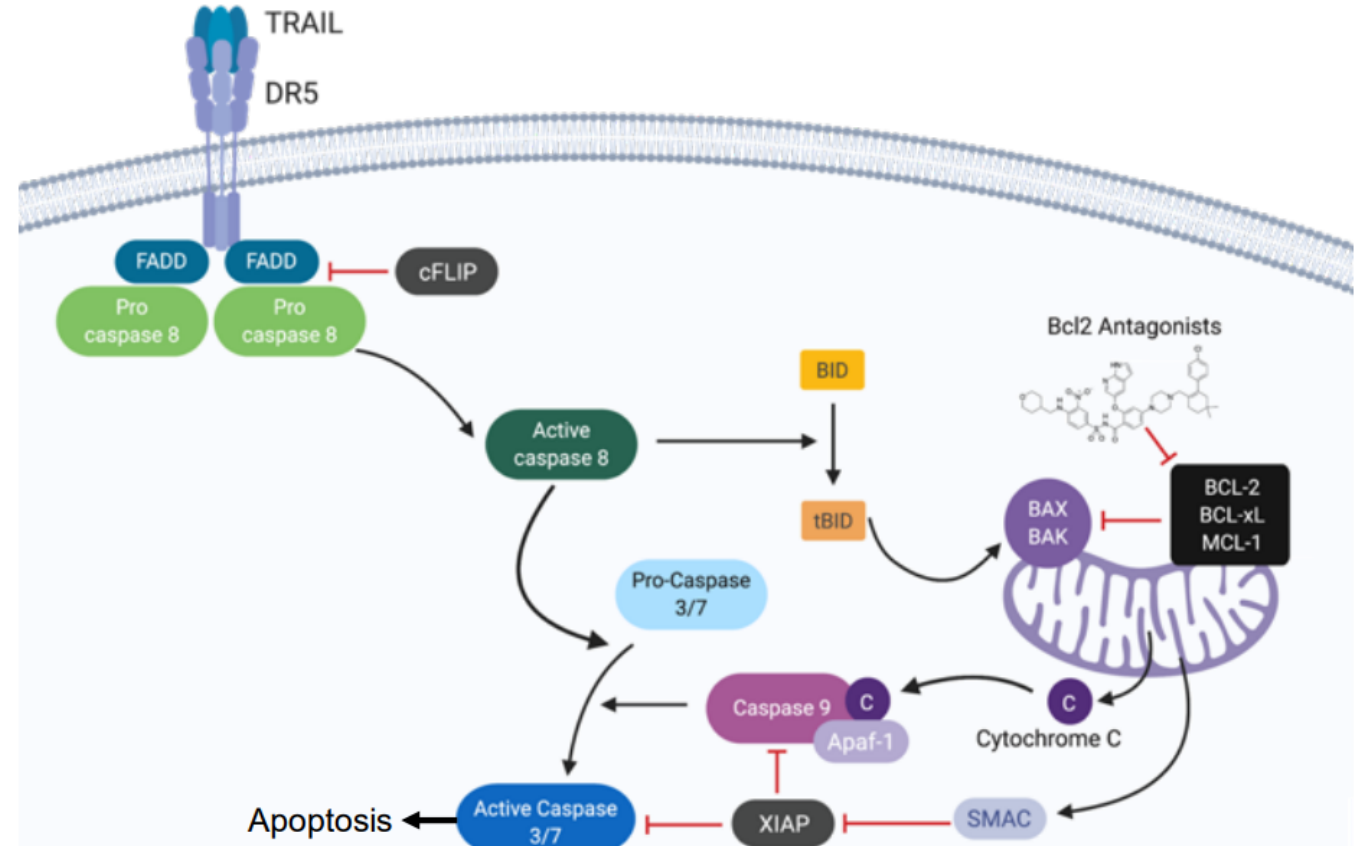 TRAIL
DR5
FADD
FADD
cFLIP
Pro
caspase 8
Pro
caspase 8
Bcl2 Antagonists
BID
Active
caspase 8
tBID
BAX
BAK
BCL-2
BCL-xL
MCL-1
Pro-Caspase
3/7
Caspase 9
C
Apaf-1
C
Cytochrome C
Apoptosis
Active Caspase
3/7
XIAP
SMAC